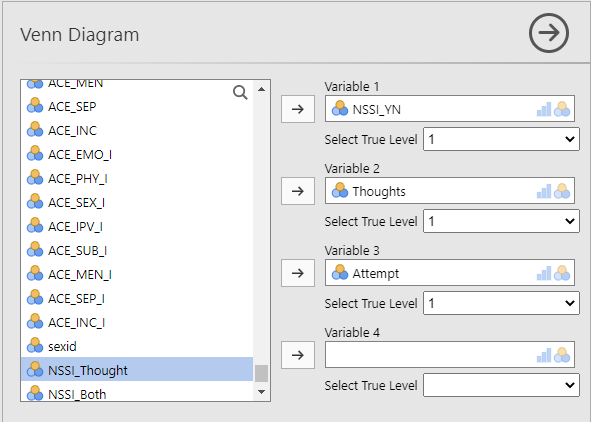 Venn Diagram
ACE_MEN
ACE_SEP
ACE_INC
ACE_EMO_I
ACE_PHY_I
ACE_SEX_I
ACE_IPV_I
ACE_SUB_I
ACE_MEN_I
ACE_SEP_I
ACE_INC_I
sexid
NSSI_Thought
NSSI_Both
Variable 1
NSSI_YN
Select True Level 1
Variable 2
Thoughts
Select True Level 1
Variable 3
Attempt
Select True Level 1
Variable 4
Select True Level